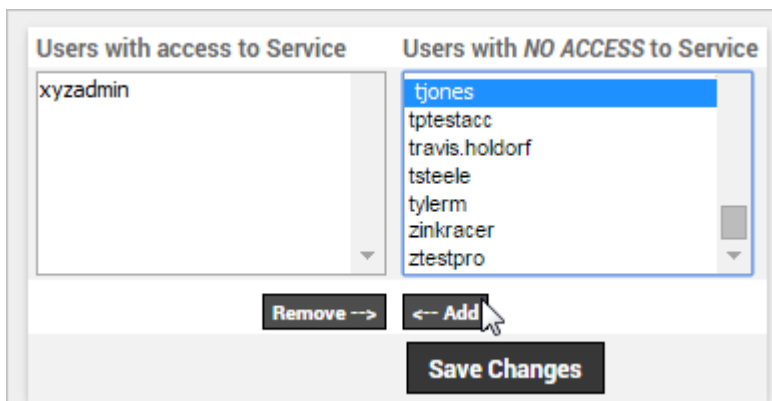 Users with access to Service
Users with NO ACCESS to Service
xyzadmin
tjones
tptestacc
travis.holdorf
tsteele
tylerm
zinkracer
ztestpro
Remove -->
<-- Add
Save Changes